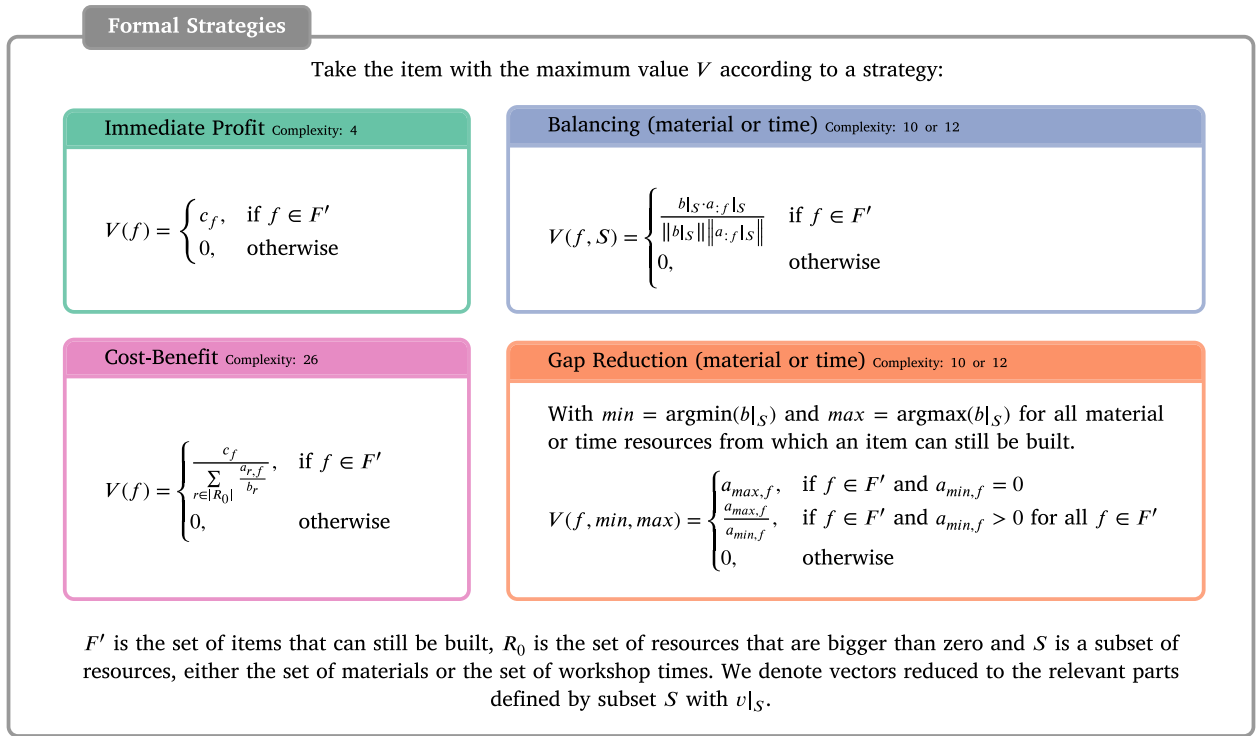 Formal Strategies
Take the item with the maximum value V according to a strategy:
Immediate Profit Complexity: 4
V(f) = { c_f, if f ∈ F′
0, otherwise
Balancing (material or time) Complexity: 10 or 12
V(f, S) = { b|_S · a_{:f}|_S / ‖b|_S‖ ‖a_{:f}|_S‖ if f ∈ F′
0, otherwise
Cost-Benefit Complexity: 26
V(f) = { c_f / ∑_{r∈|R_0|} a_{r,f}/b_r, if f ∈ F′
0, otherwise
Gap Reduction (material or time) Complexity: 10 or 12
With min = argmin(b|_S) and max = argmax(b|_S) for all material
or time resources from which an item can still be built.
V(f, min, max) = { a_{max,f}, if f ∈ F′ and a_{min,f} = 0
a_{max,f}/a_{min,f}, if f ∈ F′ and a_{min,f} > 0 for all f ∈ F′
0, otherwise
F′ is the set of items that can still be built, R_0 is the set of resources that are bigger than zero and S is a subset of
resources, either the set of materials or the set of workshop times. We denote vectors reduced to the relevant parts
defined by subset S with v|_S.